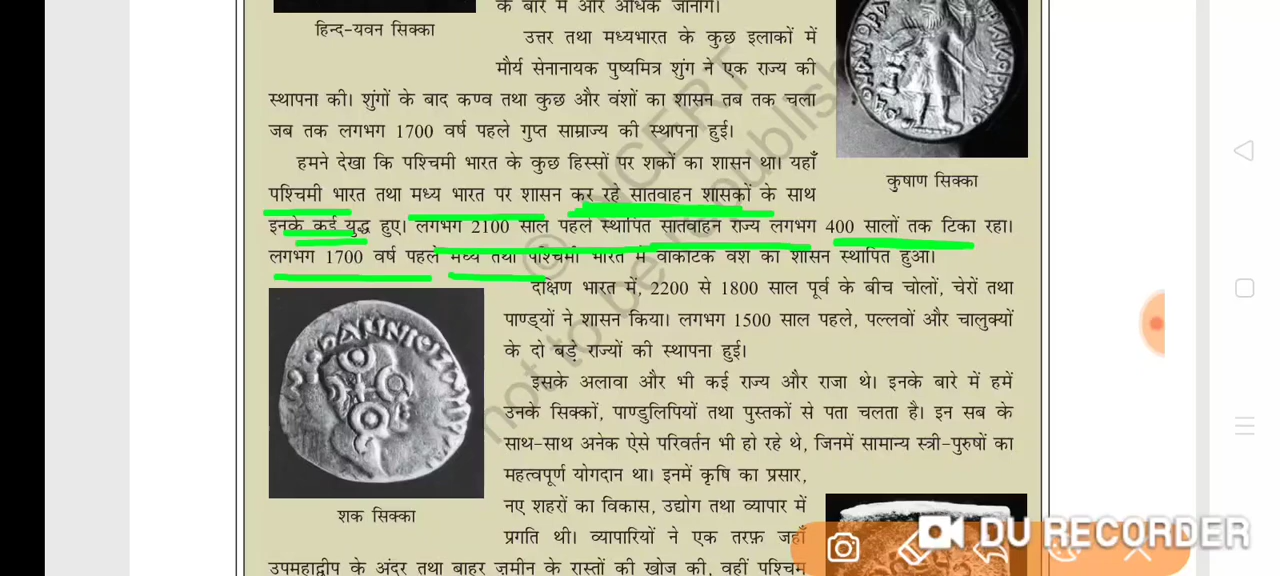 के बारे में और अधिक जानोगे।
हिन्द-यवन सिक्का
उत्तर तथा मध्यभारत के कुछ इलाकों में
मौर्य सेनानायक पुष्यमित्र शुंग ने एक राज्य की
स्थापना की। शुंगों के बाद कण्व तथा कुछ और वंशों का शासन तब तक चला
जब तक लगभग 1700 वर्ष पहले गुप्त साम्राज्य की स्थापना हुई।
हमने देखा कि पश्चिमी भारत के कुछ हिस्सों पर शकों का शासन था। यहाँ
पश्चिमी भारत तथा मध्य भारत पर शासन कर रहे सातवाहन शासकों के साथ
इनके कई युद्ध हुए। लगभग 2100 साल पहले स्थापित सातवाहन राज्य लगभग 400 सालों तक टिका रहा।
लगभग 1700 वर्ष पहले मध्य तथा पश्चिमी भारत में वाकाटक वंश का शासन स्थापित हुआ।
कुषाण सिक्का
दक्षिण भारत में, 2200 से 1800 साल पूर्व के बीच चोलों, चेरों तथा
पाण्ड्यों ने शासन किया। लगभग 1500 साल पहले, पल्लवों और चालुक्यों
के दो बड़े राज्यों की स्थापना हुई।
इसके अलावा और भी कई राज्य और राजा थे। इनके बारे में हमें
उनके सिक्कों, पाण्डुलिपियों तथा पुस्तकों से पता चलता है। इन सब के
साथ-साथ अनेक ऐसे परिवर्तन भी हो रहे थे, जिनमें सामान्य स्त्री-पुरुषों का
महत्वपूर्ण योगदान था। इनमें कृषि का प्रसार,
नए शहरों का विकास, उद्योग तथा व्यापार में
प्रगति थी। व्यापारियों ने एक तरफ़ जहाँ
उपमहाद्वीप के अंदर तथा बाहर ज़मीन के रास्तों की खोज की, वहीं पश्चिम
शक सिक्का
© NCERT
not to be republish
DU RECORDER